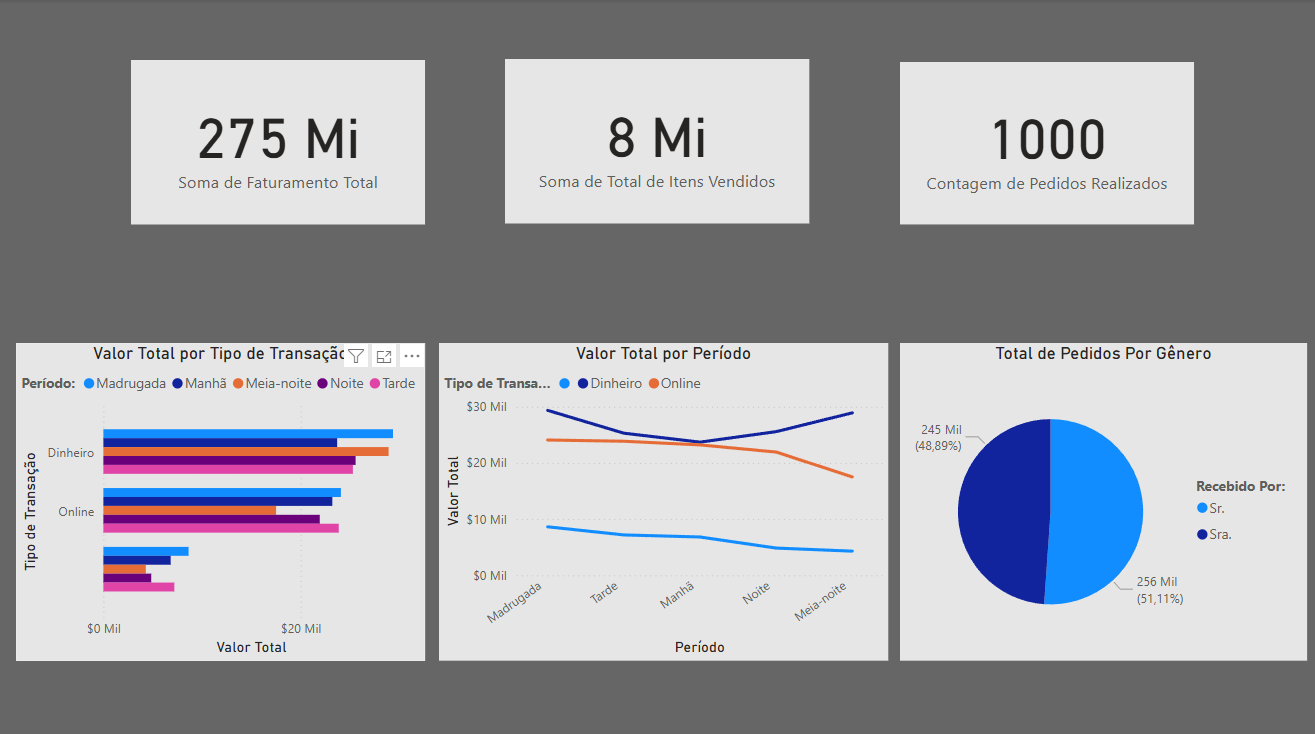 275 Mi
Soma de Faturamento Total
8 Mi
Soma de Total de Itens Vendidos
1000
Contagem de Pedidos Realizados
Valor Total por Tipo de Transação
Período: Madrugada Manhã Meia-noite Noite Tarde
Tipo de Transação
Dinheiro
Online
$0 Mil $20 Mil
Valor Total
Valor Total por Período
Tipo de Transa... Dinheiro Online
Valor Total
$30 Mil
$20 Mil
$10 Mil
$0 Mil
Madrugada Tarde Manhã Noite Meia-noite
Período
Total de Pedidos Por Gênero
245 Mil
(48,89%)
256 Mil
(51,11%)
Recebido Por:
Sr.
Sra.